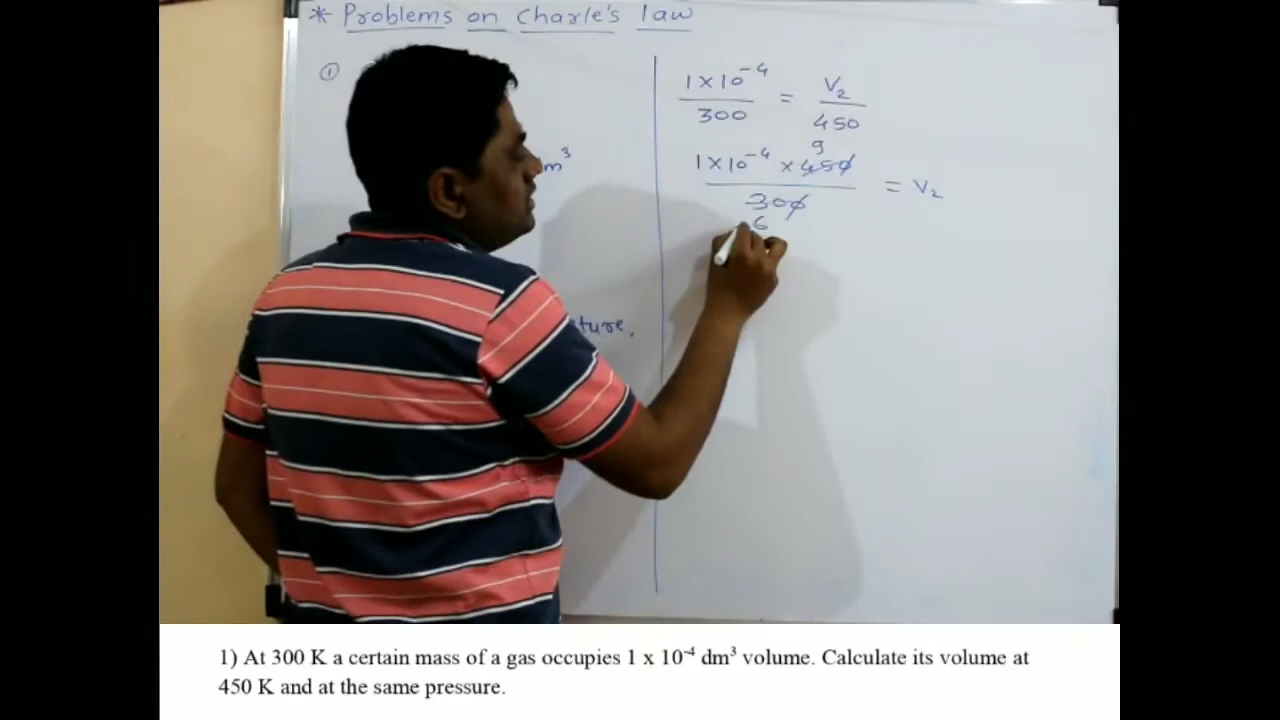 * Problems on Charle's law
①
m³
ture.
1 × 10⁻⁴ / 300 = V₂ / 450
9
1 × 10⁻⁴ × 450 / 300 = V₂
6
1) At 300 K a certain mass of a gas occupies 1 x 10⁻⁴ dm³ volume. Calculate its volume at
450 K and at the same pressure.